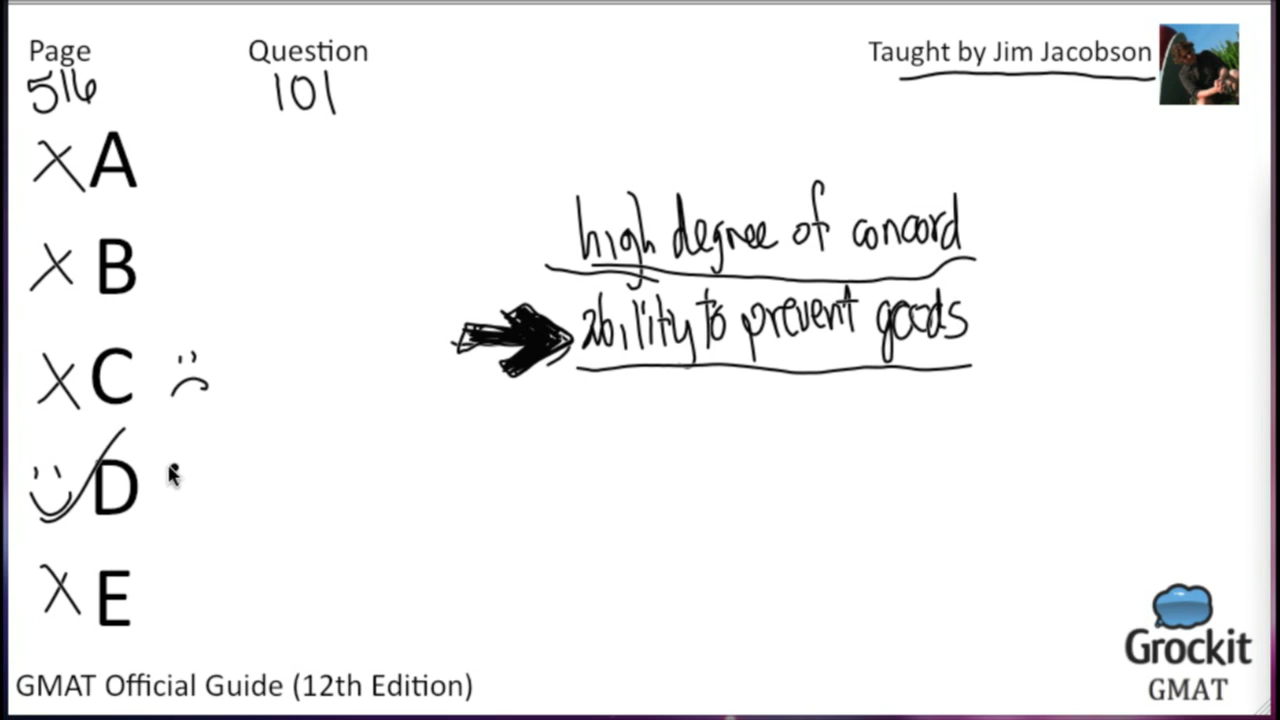 Page Question Taught by Jim Jacobson
516 101
A
high degree of concord
B
ability to prevent goods
C
D
E
Grockit
GMAT
GMAT Official Guide (12th Edition)